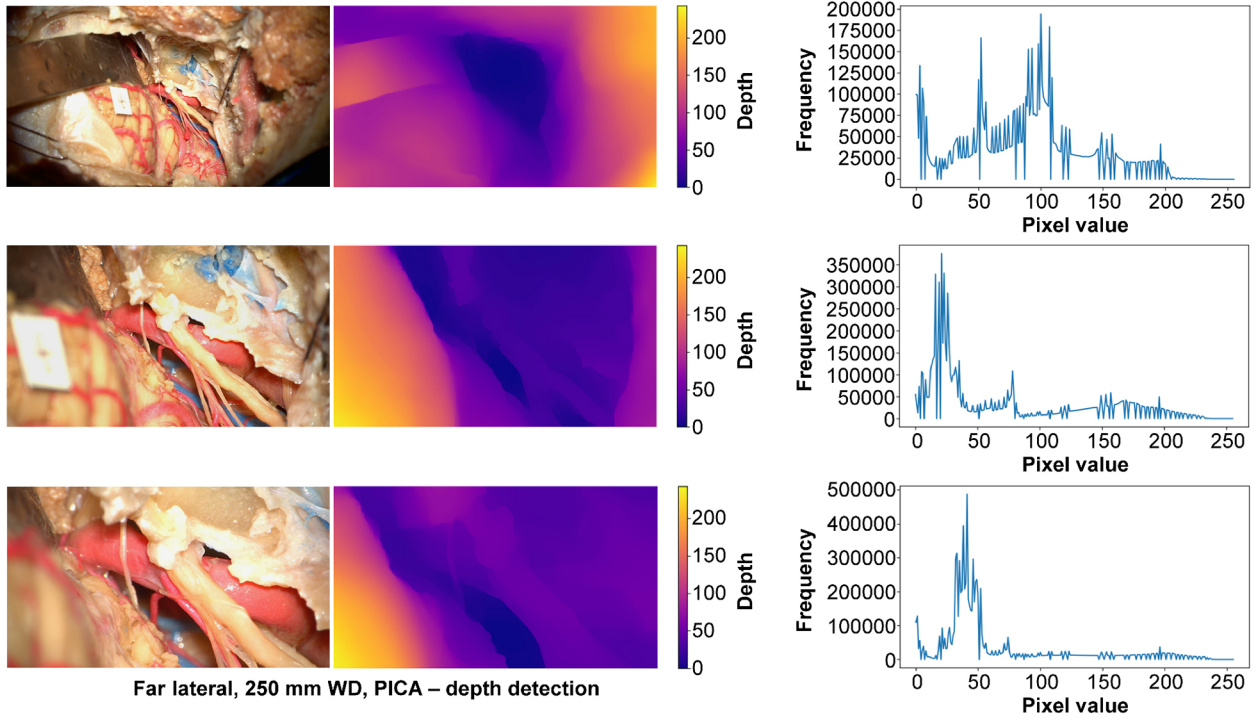 200
150
100
50
0
Depth
200000
175000
150000
125000
100000
75000
50000
25000
0
Frequency
0 50 100 150 200 250
Pixel value
200
150
100
50
0
Depth
350000
300000
250000
200000
150000
100000
50000
0
Frequency
0 50 100 150 200 250
Pixel value
200
150
100
50
0
Depth
500000
400000
300000
200000
100000
0
Frequency
0 50 100 150 200 250
Pixel value
Far lateral, 250 mm WD, PICA – depth detection